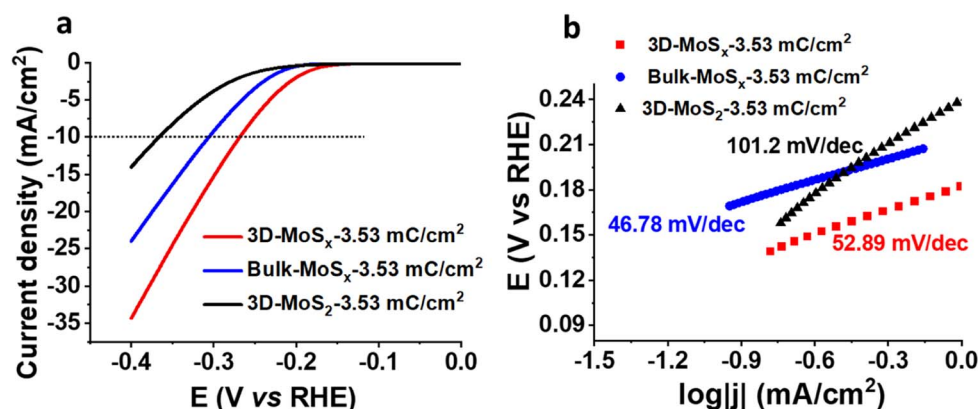 a
Current density (mA/cm²)
0
-5
-10
-15
-20
-25
-30
-35
3D-MoSₓ-3.53 mC/cm²
Bulk-MoSₓ-3.53 mC/cm²
3D-MoS₂-3.53 mC/cm²
-0.4
-0.3
-0.2
-0.1
0.0
E (V vs RHE)
b
3D-MoSₓ-3.53 mC/cm²
Bulk-MoSₓ-3.53 mC/cm²
3D-MoS₂-3.53 mC/cm²
E (V vs RHE)
0.24
0.21
0.18
0.15
0.12
0.09
101.2 mV/dec
46.78 mV/dec
52.89 mV/dec
-1.5
-1.2
-0.9
-0.6
-0.3
0.0
log|j| (mA/cm²)